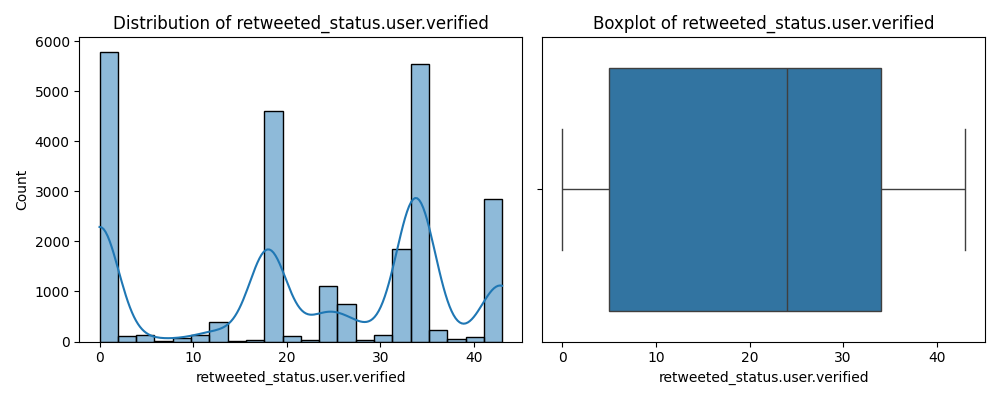 Distribution of retweeted_status.user.verified
Boxplot of retweeted_status.user.verified
Count
6000
5000
4000
3000
2000
1000
0
0 10 20 30 40
retweeted_status.user.verified
0 10 20 30 40
retweeted_status.user.verified